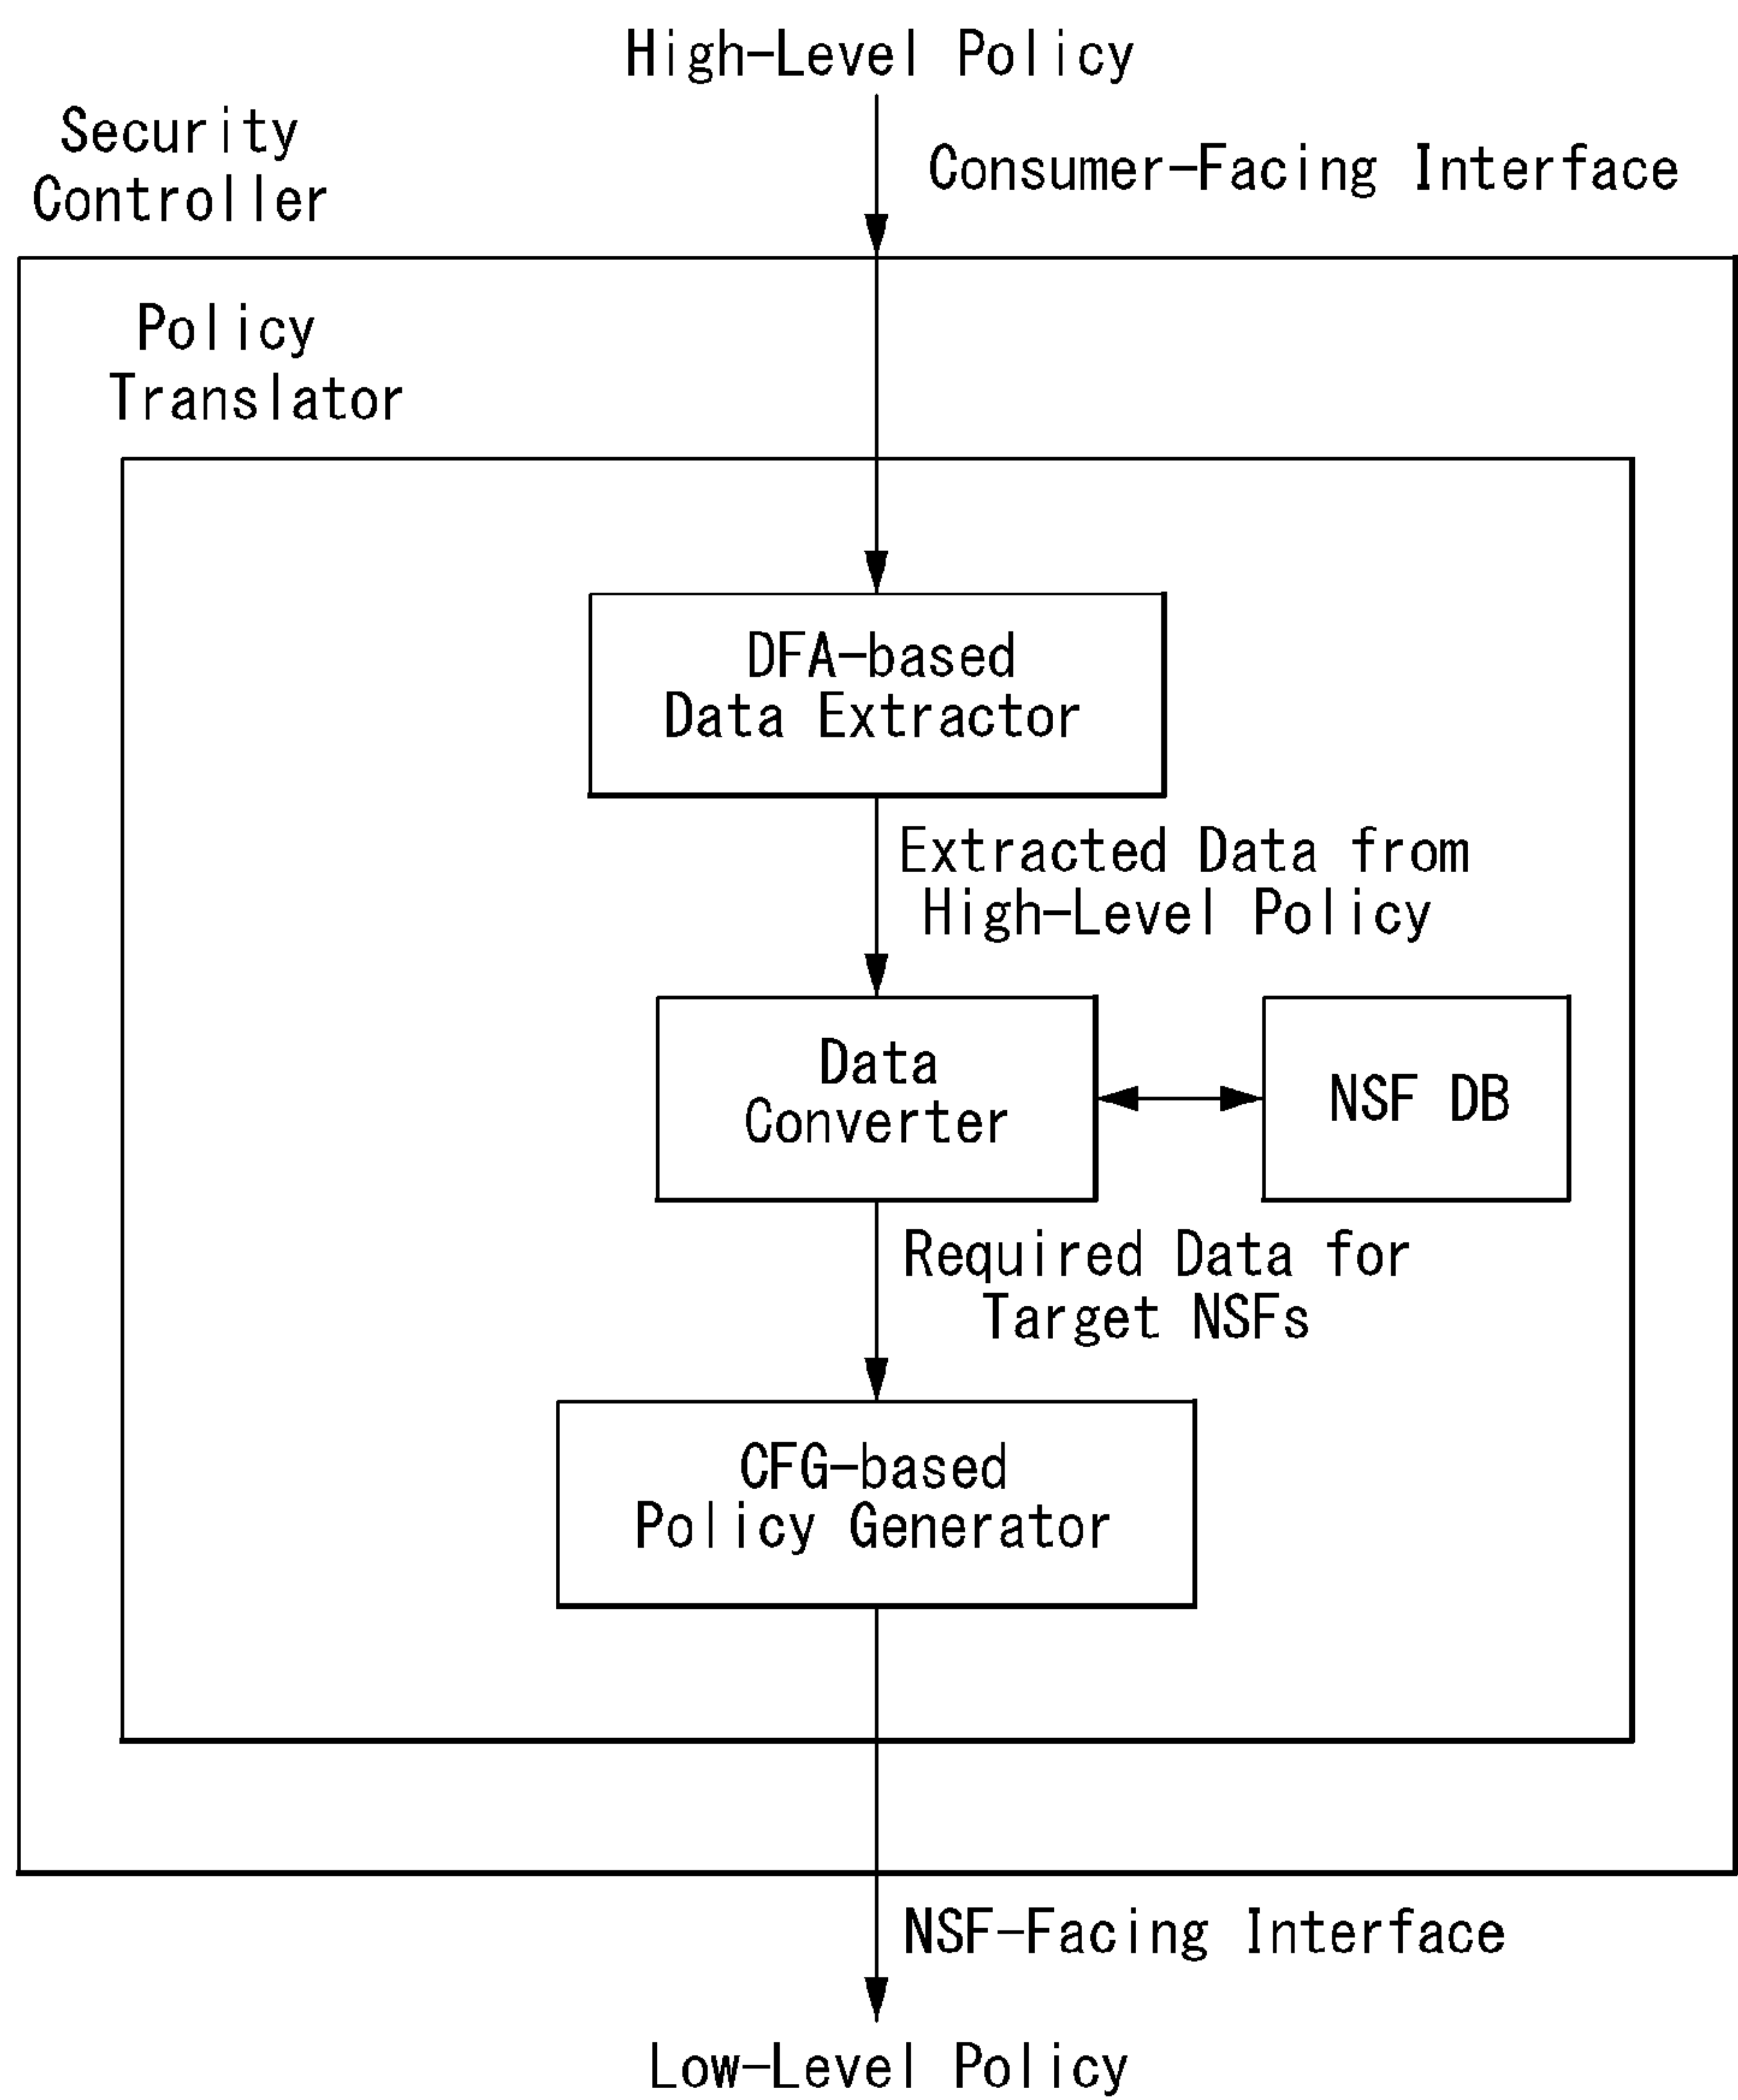 High-Level Policy
Security
Controller
Consumer-Facing Interface
Policy
Translator
DFA-based
Data Extractor
Extracted Data from
High-Level Policy
Data
Converter
NSF DB
Required Data for
Target NSFs
CFG-based
Policy Generator
NSF-Facing Interface
Low-Level Policy